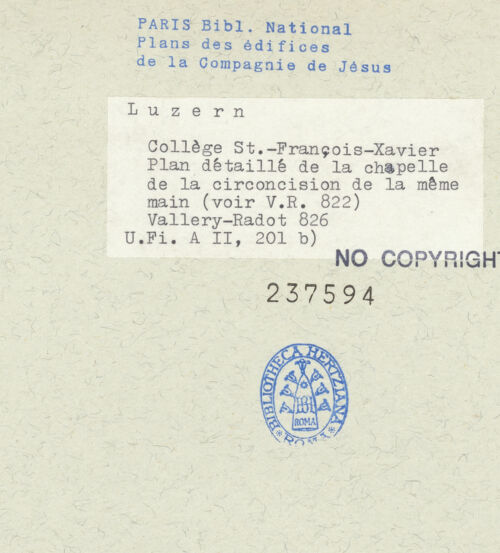 PARIS Bibl. National
Plans des édifices
de la Compagnie de Jésus
Luzern
Collège St.-François-Xavier
Plan détaillé de la chapelle
de la circoncision de la même
main (voir V.R. 822)
Vallery-Radot 826
U.Fi. A II, 201 b)
NO COPYRIGHT
237594
BIBLIOTHECA HERTZIANA
BH
ROMA
*ROMA*